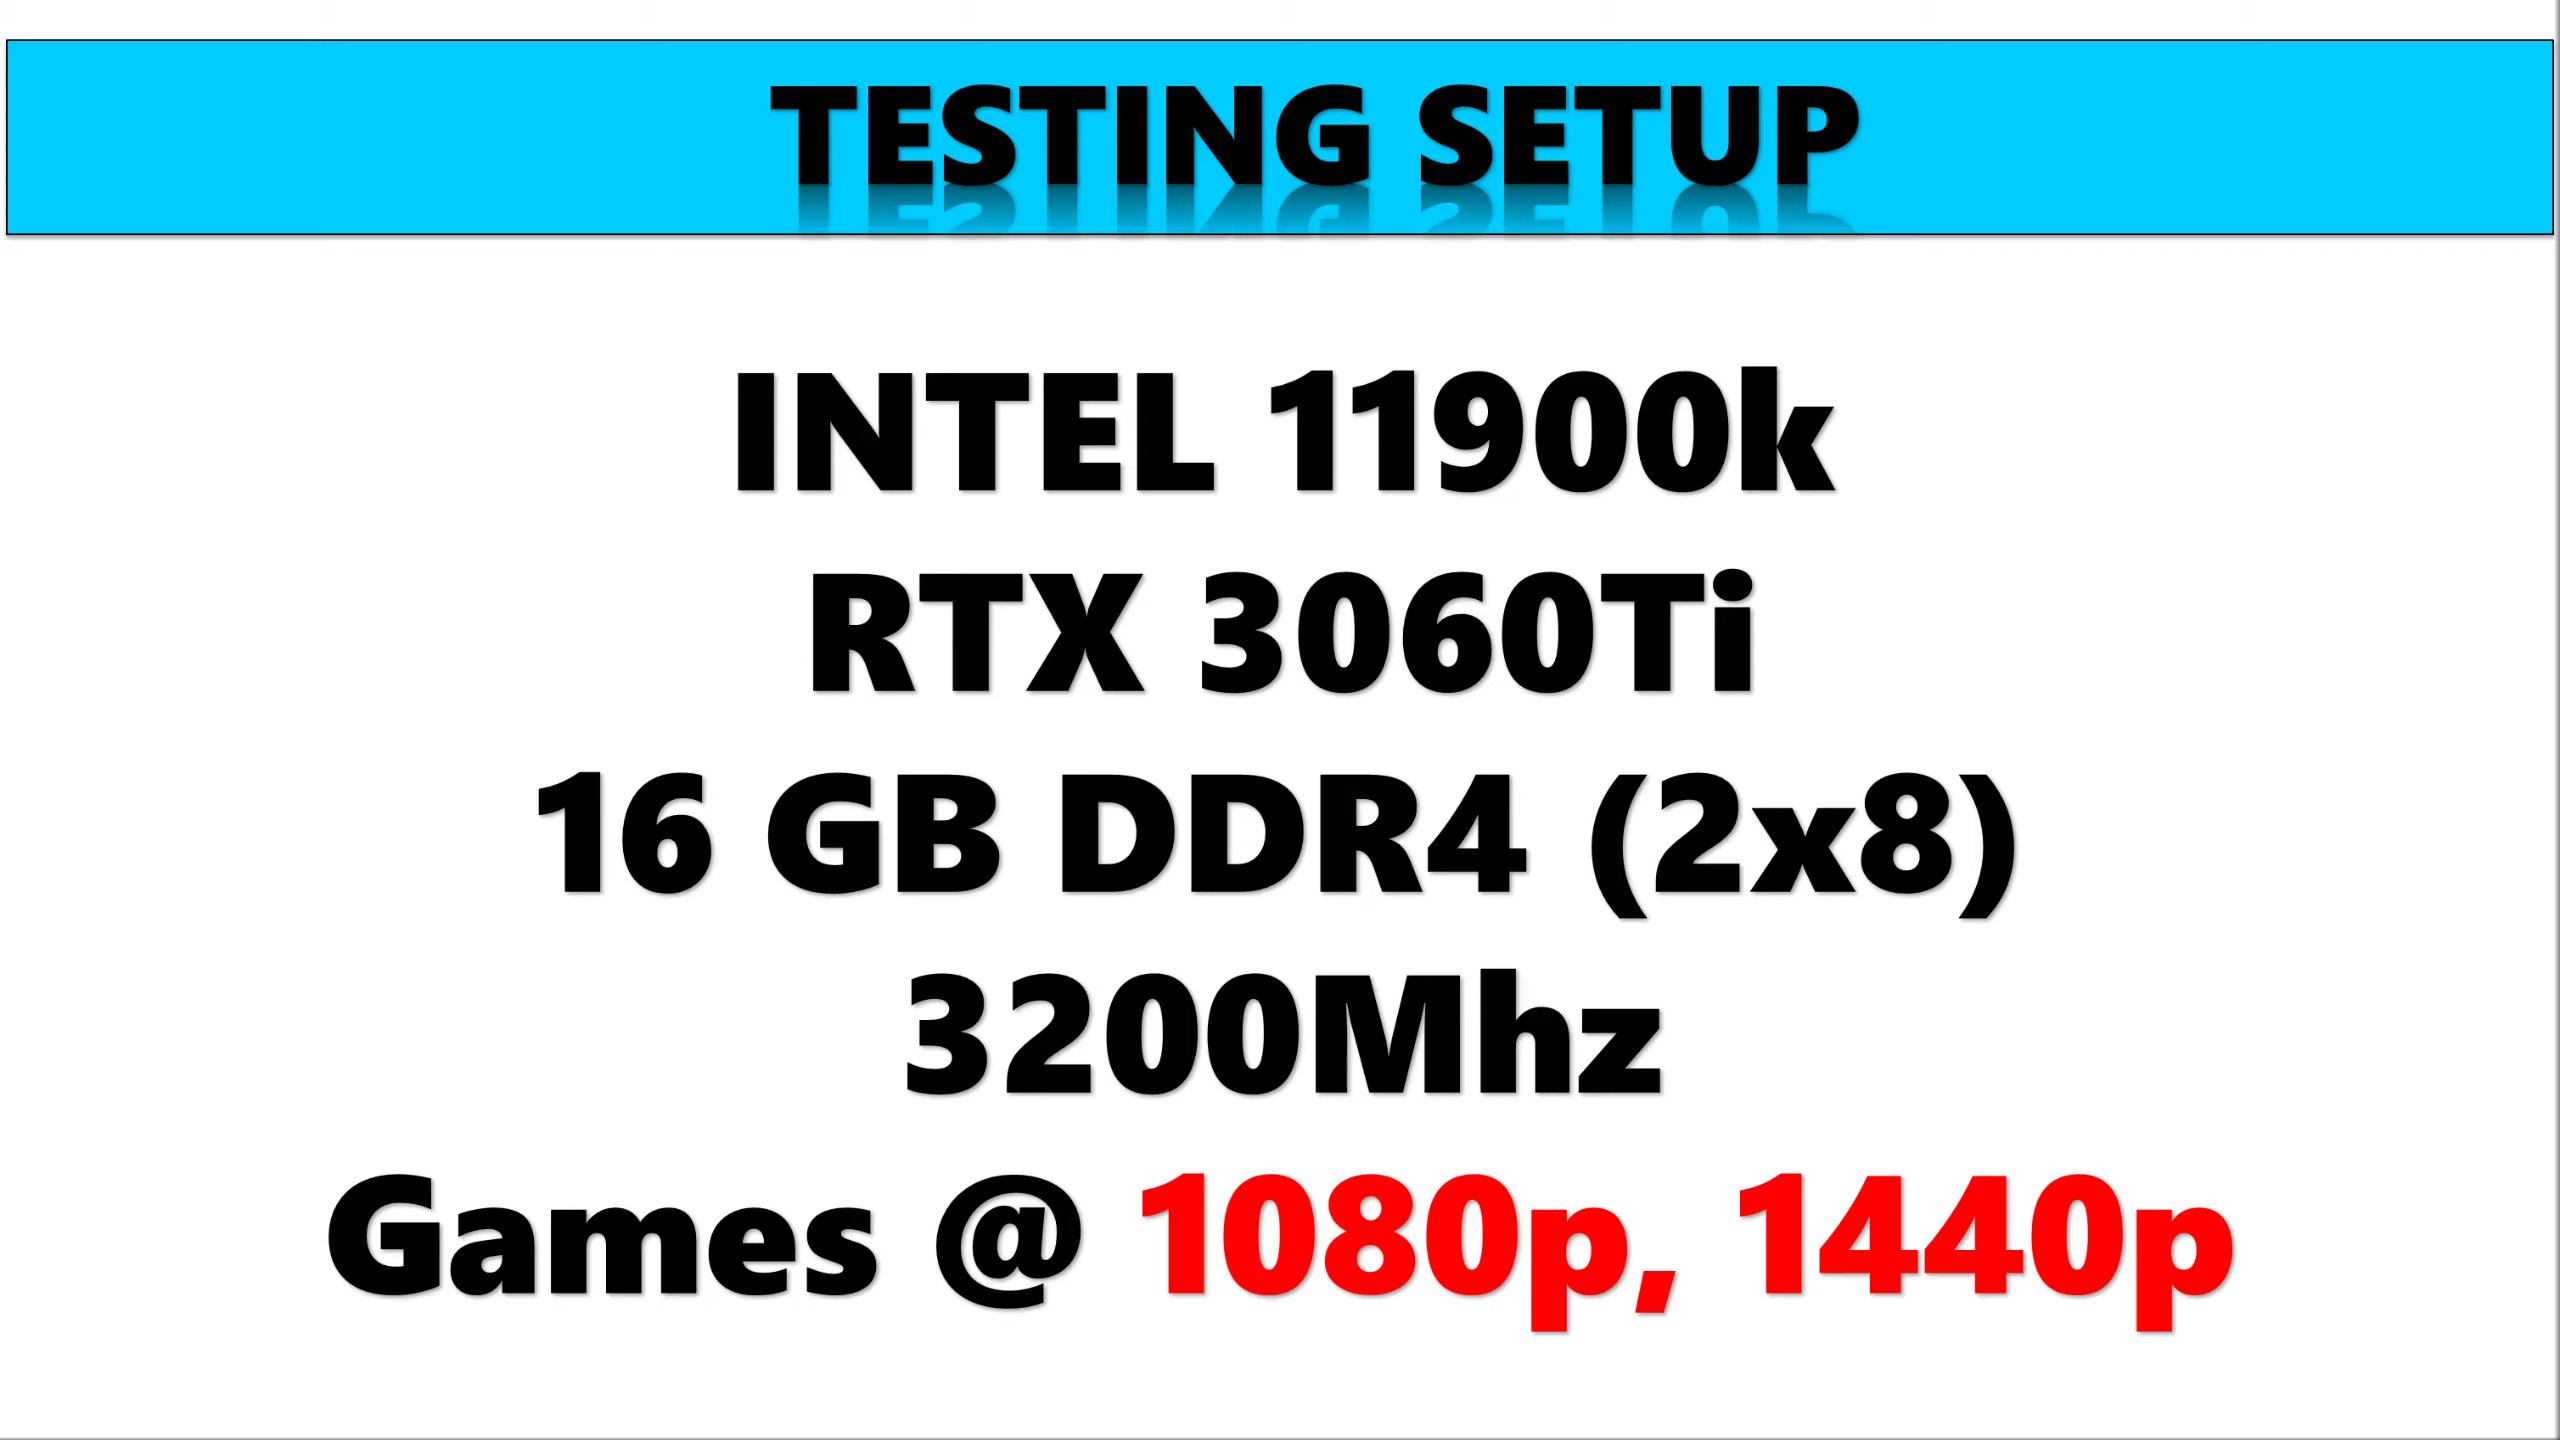 TESTING SETUP
INTEL 11900k
RTX 3060Ti
16 GB DDR4 (2x8)
3200Mhz
Games @ 1080p, 1440p